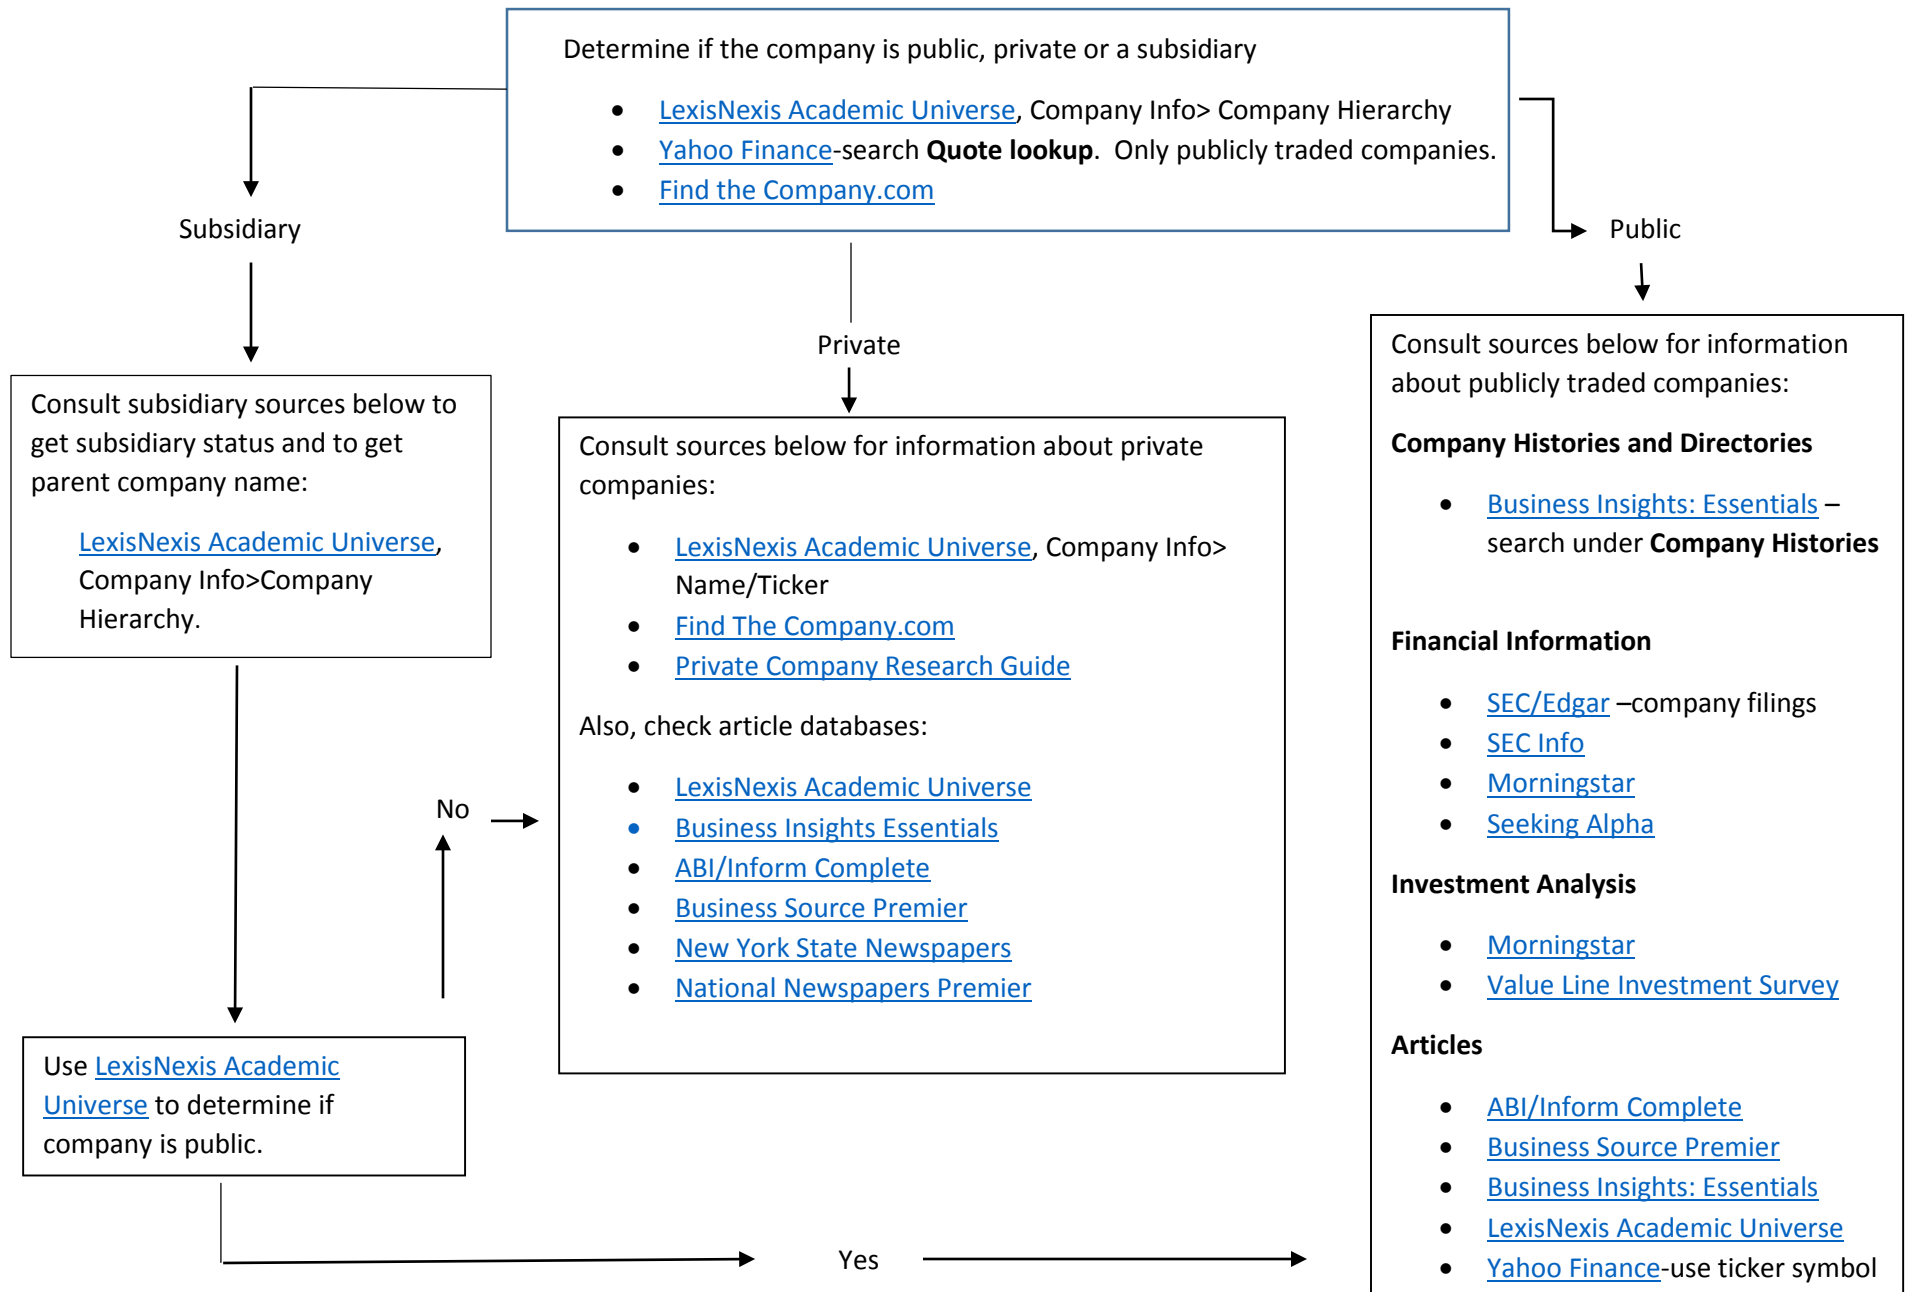 Determine if the company is public, private or a subsidiary
• LexisNexis Academic Universe, Company Info> Company Hierarchy
• Yahoo Finance-search Quote lookup.  Only publicly traded companies.
• Find the Company.com
Subsidiary
Public
Private
Consult subsidiary sources below to
get subsidiary status and to get
parent company name:
LexisNexis Academic Universe,
Company Info>Company
Hierarchy.
Consult sources below for information about private
companies:
• LexisNexis Academic Universe, Company Info>
Name/Ticker
• Find The Company.com
• Private Company Research Guide
Also, check article databases:
• LexisNexis Academic Universe
• Business Insights Essentials
• ABI/Inform Complete
• Business Source Premier
• New York State Newspapers
• National Newspapers Premier
No
Use LexisNexis Academic
Universe to determine if
company is public.
Yes
Consult sources below for information
about publicly traded companies:
Company Histories and Directories
• Business Insights: Essentials –
search under Company Histories
Financial Information
• SEC/Edgar –company filings
• SEC Info
• Morningstar
• Seeking Alpha
Investment Analysis
• Morningstar
• Value Line Investment Survey
Articles
• ABI/Inform Complete
• Business Source Premier
• Business Insights: Essentials
• LexisNexis Academic Universe
• Yahoo Finance-use ticker symbol